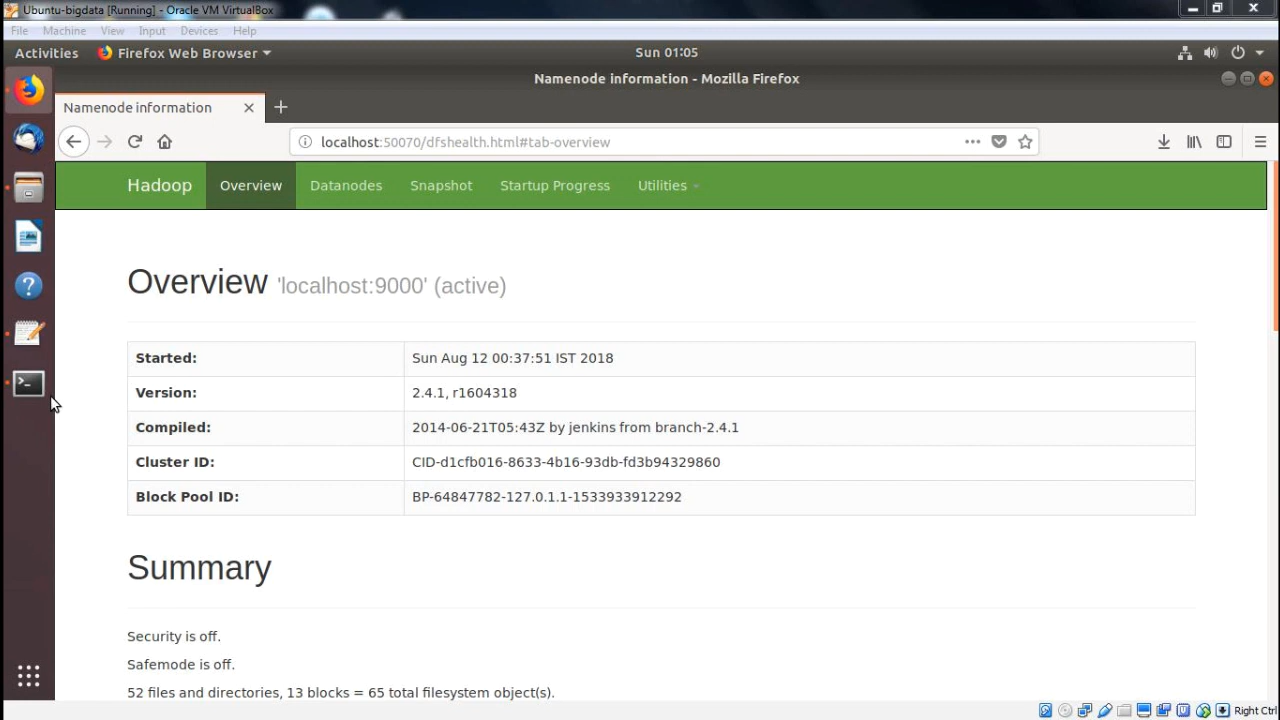 Ubuntu-bigdata [Running] - Oracle VM VirtualBox
File Machine View Input Devices Help
Activities Firefox Web Browser Sun 01:05
Namenode information - Mozilla Firefox
Namenode information
localhost:50070/dfshealth.html#tab-overview
Hadoop Overview Datanodes Snapshot Startup Progress Utilities
Overview 'localhost:9000' (active)
Started: Sun Aug 12 00:37:51 IST 2018
Version: 2.4.1, r1604318
Compiled: 2014-06-21T05:43Z by jenkins from branch-2.4.1
Cluster ID: CID-d1cfb016-8633-4b16-93db-fd3b94329860
Block Pool ID: BP-64847782-127.0.1.1-1533933912292
Summary
Security is off.
Safemode is off.
52 files and directories, 13 blocks = 65 total filesystem object(s).
Right Ctrl